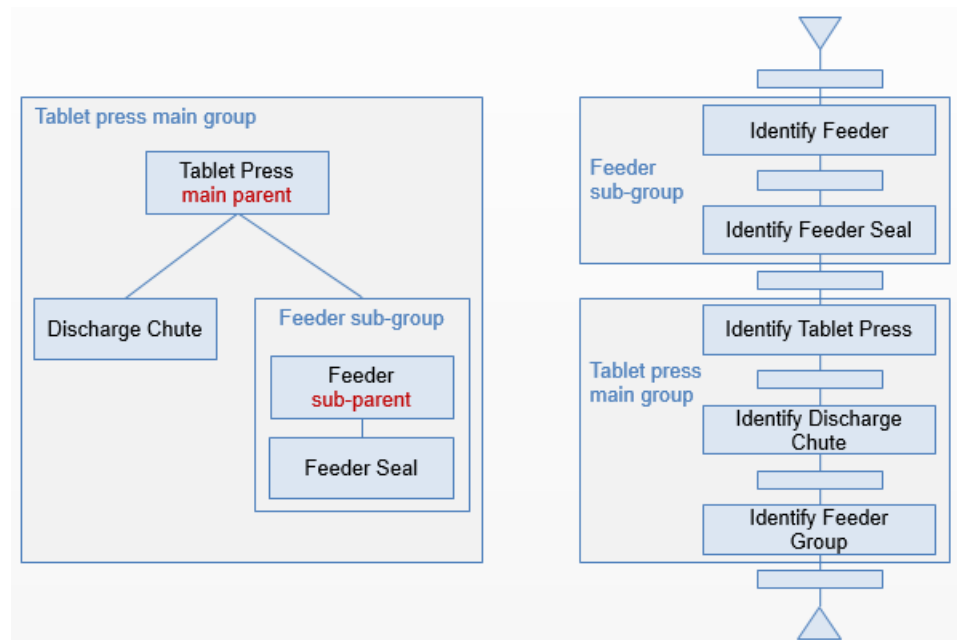 Tablet press main group
Tablet Press
main parent
Discharge Chute
Feeder sub-group
Feeder
sub-parent
Feeder Seal
Feeder
sub-group
Identify Feeder
Identify Feeder Seal
Tablet press
main group
Identify Tablet Press
Identify Discharge
Chute
Identify Feeder
Group